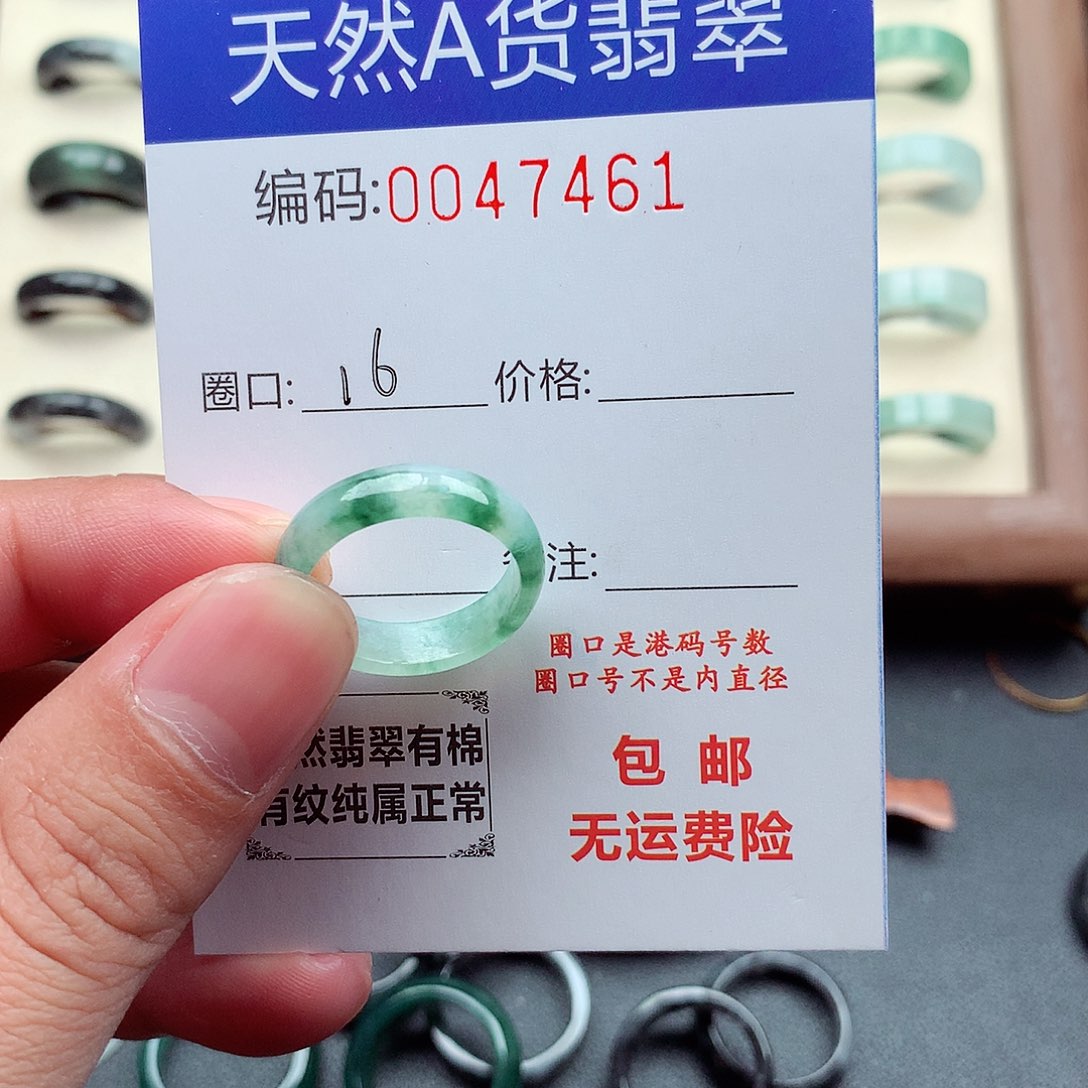 天然A货翡翠
编码:0047461
圈口: 16 价格:
注:
圈口是港码号数
圈口号不是内直径
然翡翠有棉
有纹纯属正常
包 邮
无运费险